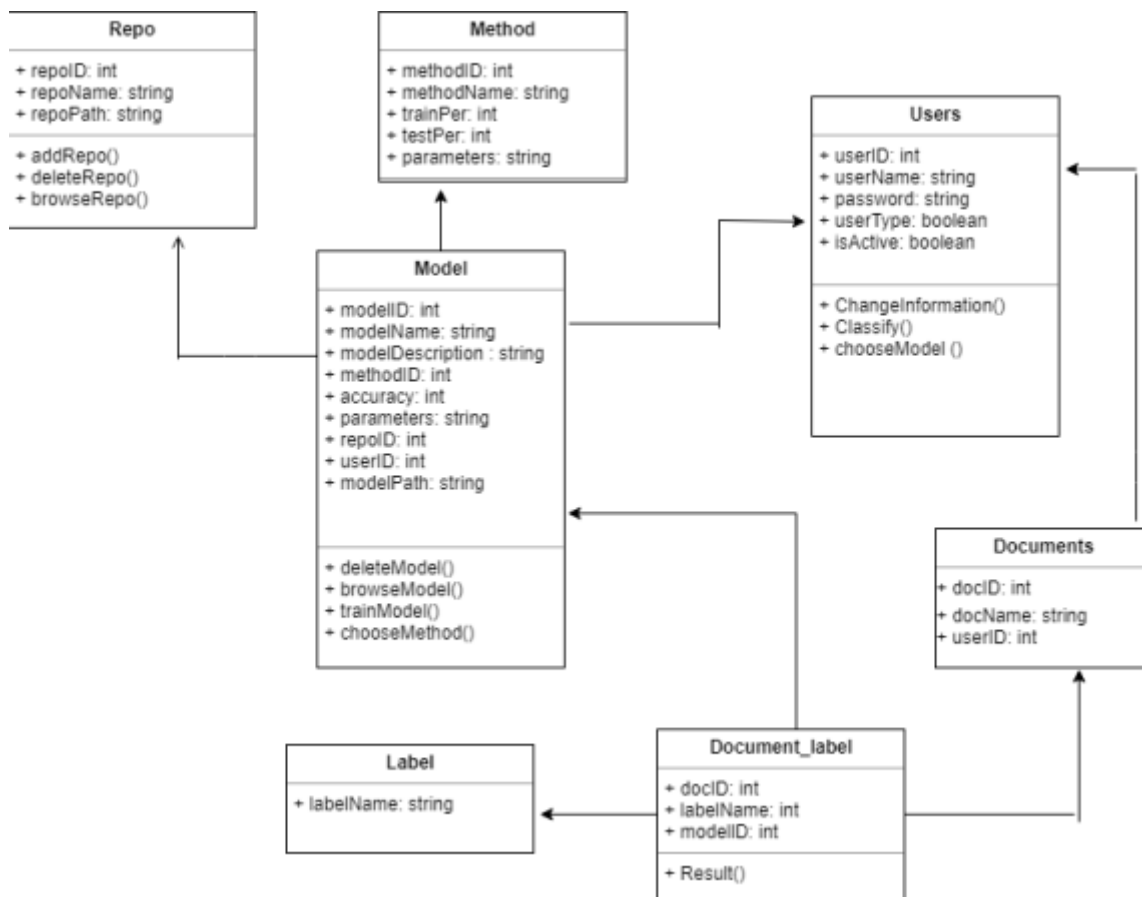 Repo
+ repoID: int
+ repoName: string
+ repoPath: string
+ addRepo()
+ deleteRepo()
+ browseRepo()
Method
+ methodID: int
+ methodName: string
+ trainPer: int
+ testPer: int
+ parameters: string
Users
+ userID: int
+ userName: string
+ password: string
+ userType: boolean
+ isActive: boolean
+ ChangeInformation()
+ Classify()
+ chooseModel ()
Model
+ modelID: int
+ modelName: string
+ modelDescription : string
+ methodID: int
+ accuracy: int
+ parameters: string
+ repoID: int
+ userID: int
+ modelPath: string
+ deleteModel()
+ browseModel()
+ trainModel()
+ chooseMethod()
Documents
+ docID: int
+ docName: string
+ userID: int
Label
+ labelName: string
Document_label
+ docID: int
+ labelName: int
+ modelID: int
+ Result()